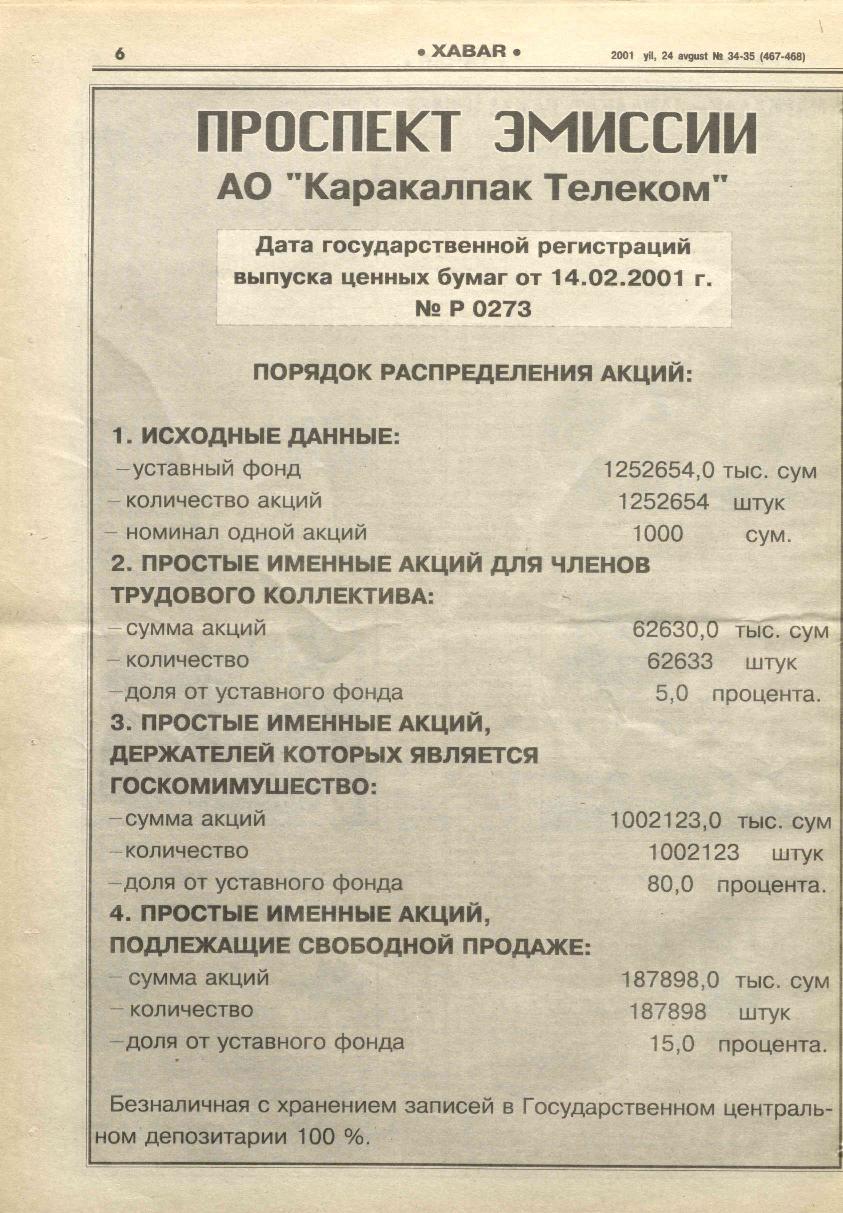 6
• XABAR •
2001 yil, 24 avgust № 34-35 (467-468)
ПРОСПЕКТ ЭМИССИИ
АО "Каракалпак Телеком"
Дата государственной регистраций
выпуска ценных бумаг от 14.02.2001 г.
№ Р 0273
ПОРЯДОК РАСПРЕДЕЛЕНИЯ АКЦИЙ:
1. ИСХОДНЫЕ ДАННЫЕ:
–уставный фонд 1252654,0 тыс. сум
– количество акций 1252654 штук
– номинал одной акций 1000 сум.
2. ПРОСТЫЕ ИМЕННЫЕ АКЦИЙ ДЛЯ ЧЛЕНОВ
ТРУДОВОГО КОЛЛЕКТИВА:
–сумма акций 62630,0 тыс. сум
– количество 62633 штук
–доля от уставного фонда 5,0 процента.
3. ПРОСТЫЕ ИМЕННЫЕ АКЦИЙ,
ДЕРЖАТЕЛЕЙ КОТОРЫХ ЯВЛЯЕТСЯ
ГОСКОМИМУШЕСТВО:
–сумма акций 1002123,0 тыс. сум
–количество 1002123 штук
–доля от уставного фонда 80,0 процента.
4. ПРОСТЫЕ ИМЕННЫЕ АКЦИЙ,
ПОДЛЕЖАЩИЕ СВОБОДНОЙ ПРОДАЖЕ:
– сумма акций 187898,0 тыс. сум
– количество 187898 штук
–доля от уставного фонда 15,0 процента.
Безналичная с хранением записей в Государственном централь-
ном депозитарии 100 %.